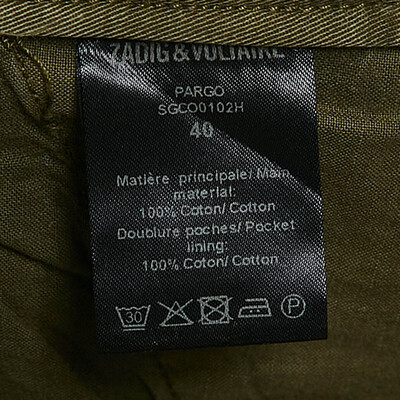 ZADIG & VOLTAIRE
PARGO
SGCO0102H
40
Matière principale/ Main
material:
100% Coton/ Cotton
Doublure poches/ Pocket
lining:
100% Coton/ Cotton
30 P